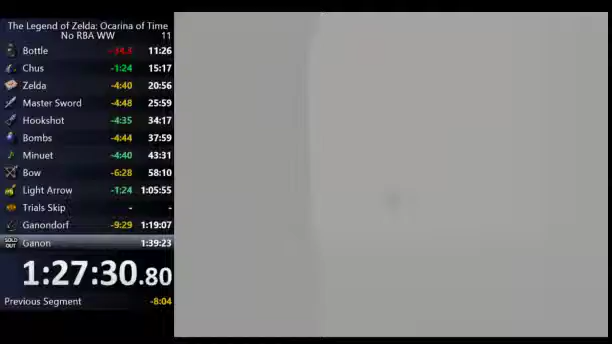 The Legend of Zelda: Ocarina of Time
No RBA WW 11
Bottle -34.3 11:26
Chus -1:24 15:17
Zelda -4:40 20:56
Master Sword -4:48 25:59
Hookshot -4:35 34:17
Bombs -4:44 37:59
Minuet -4:40 43:31
Bow -6:28 58:10
Light Arrow -1:24 1:05:55
Trials Skip - -
Ganondorf -9:29 1:19:07
SOLD OUT Ganon 1:39:23
1:27:30.80
Previous Segment -8:04